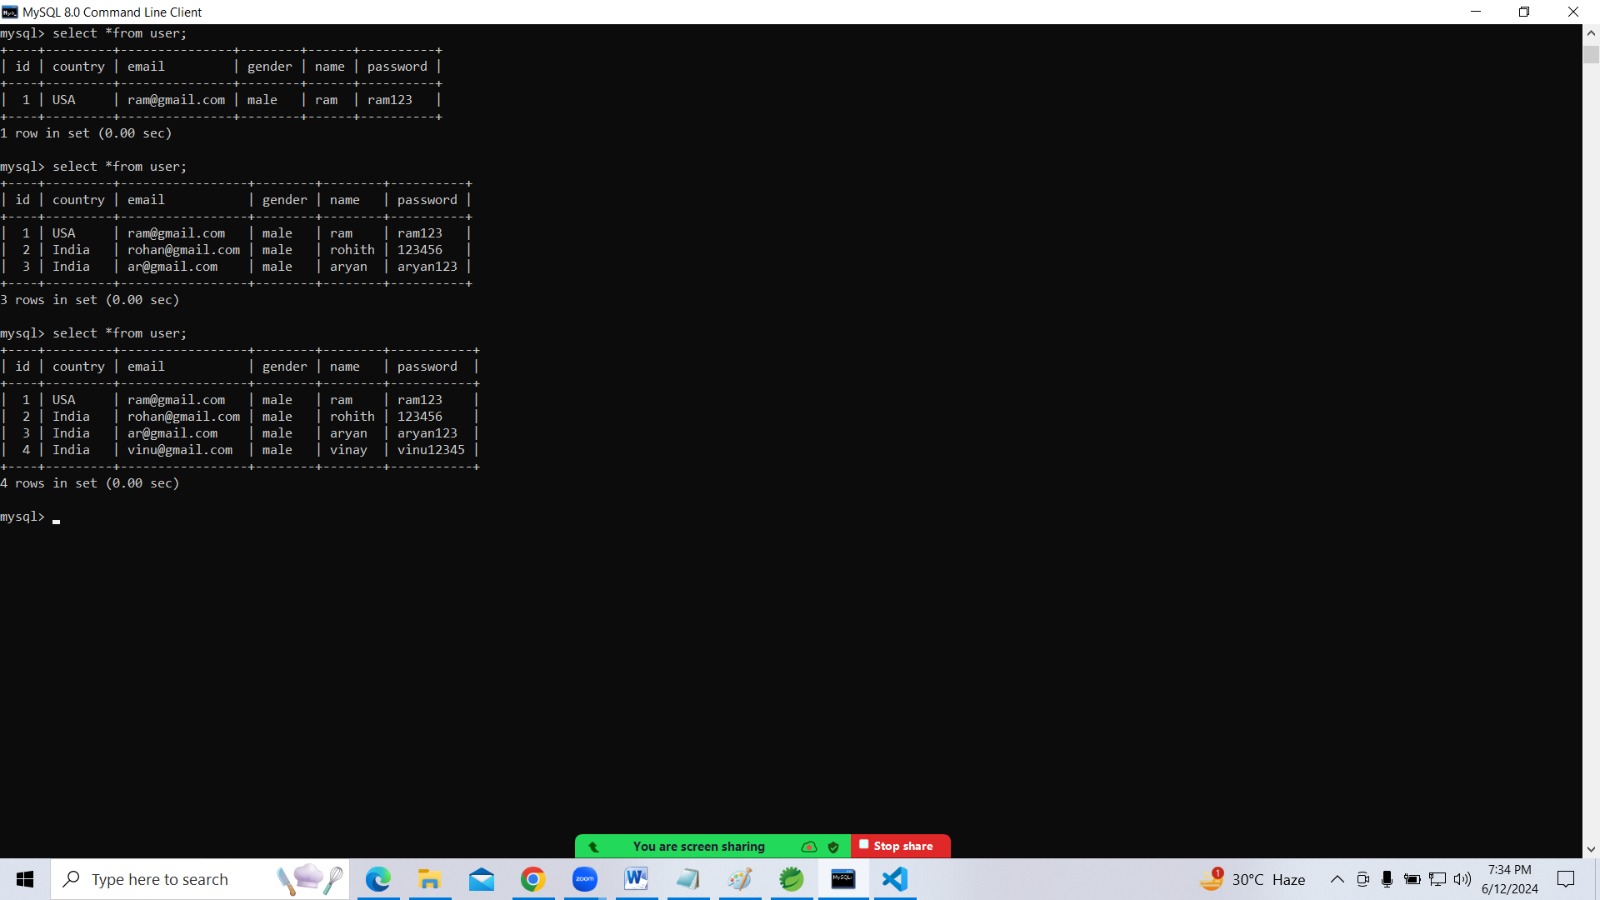 MySQL 8.0 Command Line Client
mysql> select *from user;
+----+---------+---------------+--------+------+----------+
| id | country | email         | gender | name | password |
+----+---------+---------------+--------+------+----------+
|  1 | USA     | ram@gmail.com | male   | ram  | ram123   |
+----+---------+---------------+--------+------+----------+
1 row in set (0.00 sec)
mysql> select *from user;
+----+---------+-----------------+--------+--------+----------+
| id | country | email           | gender | name   | password |
+----+---------+-----------------+--------+--------+----------+
|  1 | USA     | ram@gmail.com   | male   | ram    | ram123   |
|  2 | India   | rohan@gmail.com | male   | rohith | 123456   |
|  3 | India   | ar@gmail.com    | male   | aryan  | aryan123 |
+----+---------+-----------------+--------+--------+----------+
3 rows in set (0.00 sec)
mysql> select *from user;
+----+---------+-----------------+--------+--------+-----------+
| id | country | email           | gender | name   | password  |
+----+---------+-----------------+--------+--------+-----------+
|  1 | USA     | ram@gmail.com   | male   | ram    | ram123    |
|  2 | India   | rohan@gmail.com | male   | rohith | 123456    |
|  3 | India   | ar@gmail.com    | male   | aryan  | aryan123  |
|  4 | India   | vinu@gmail.com  | male   | vinay  | vinu12345 |
+----+---------+-----------------+--------+--------+-----------+
4 rows in set (0.00 sec)
mysql> _
You are screen sharing Stop share
Type here to search zoom W MySQL 1 30°C Haze 7:34 PM
6/12/2024